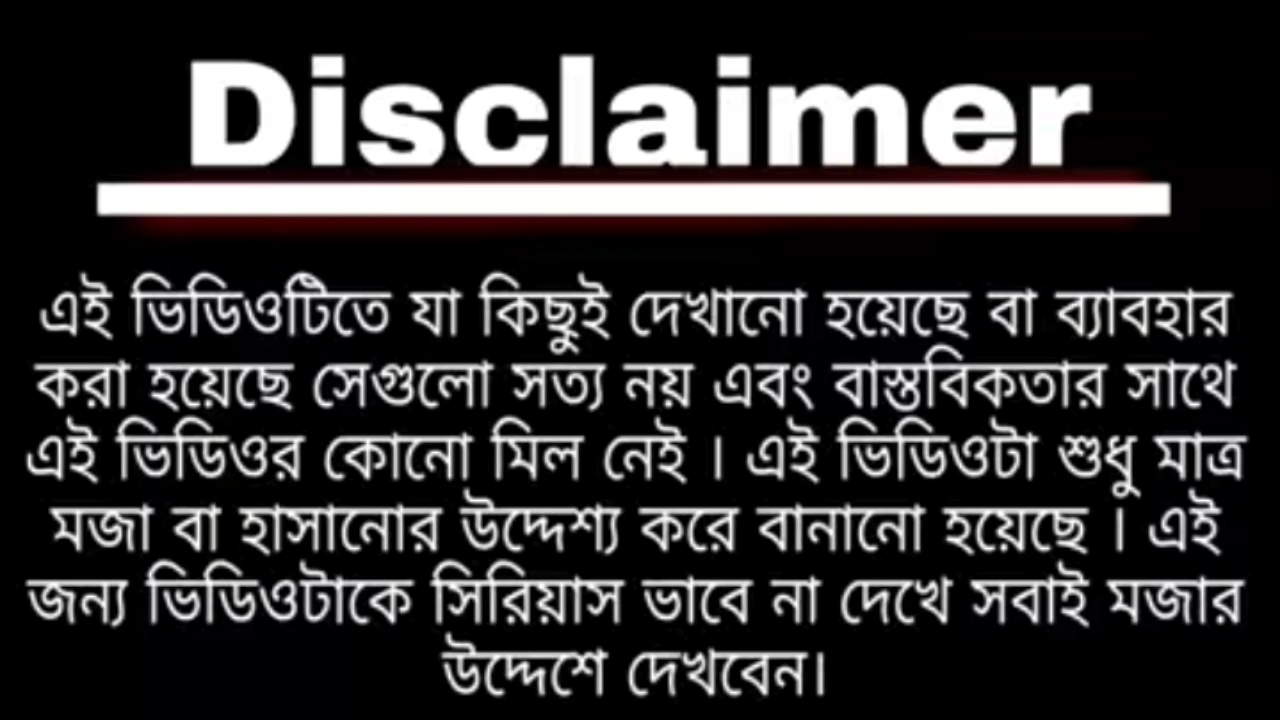 Disclaimer
এই ভিডিওটিতে যা কিছুই দেখানো হয়েছে বা ব্যাবহার
করা হয়েছে সেগুলো সত্য নয় এবং বাস্তবিকতার সাথে
এই ভিডিওর কোনো মিল নেই । এই ভিডিওটা শুধু মাত্র
মজা বা হাসানোর উদ্দেশ্য করে বানানো হয়েছে । এই
জন্য ভিডিওটাকে সিরিয়াস ভাবে না দেখে সবাই মজার
উদ্দেশে দেখবেন।